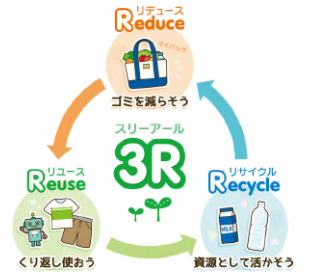 リデュース
Reduce
マイバッグ
ゴミを減らそう
スリーアール
3R
リユース
Reuse
くり返し使おう
リサイクル
Recycle
MILK
資源として活かそう